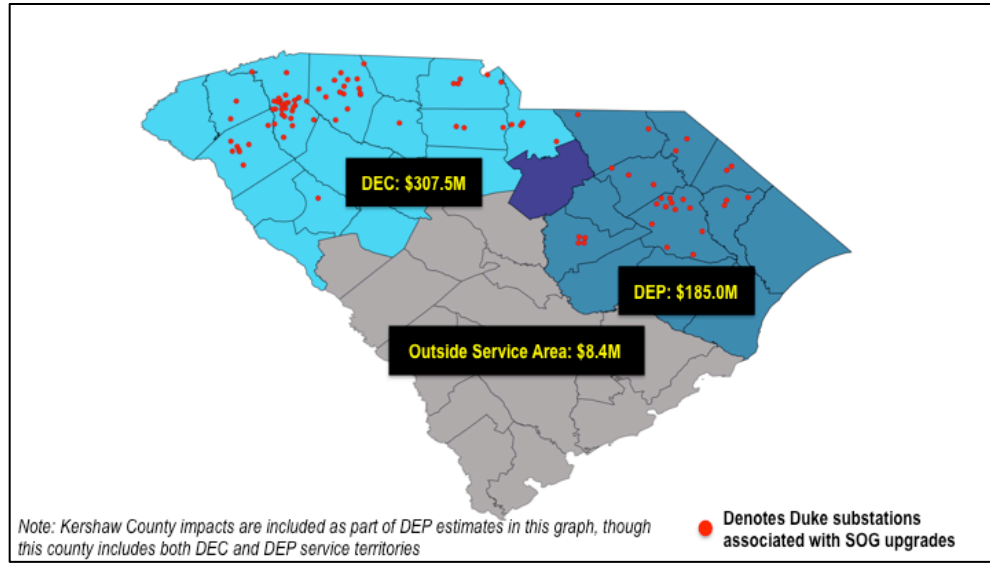 DEC: $307.5M
DEP: $185.0M
Outside Service Area: $8.4M
Note: Kershaw County impacts are included as part of DEP estimates in this graph, though
this county includes both DEC and DEP service territories
Denotes Duke substations
associated with SOG upgrades